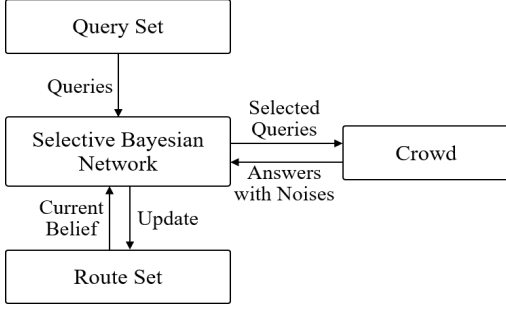 Query Set
Queries
Selected
Queries
Selective Bayesian
Network
Crowd
Answers
with Noises
Current
Belief
Update
Route Set